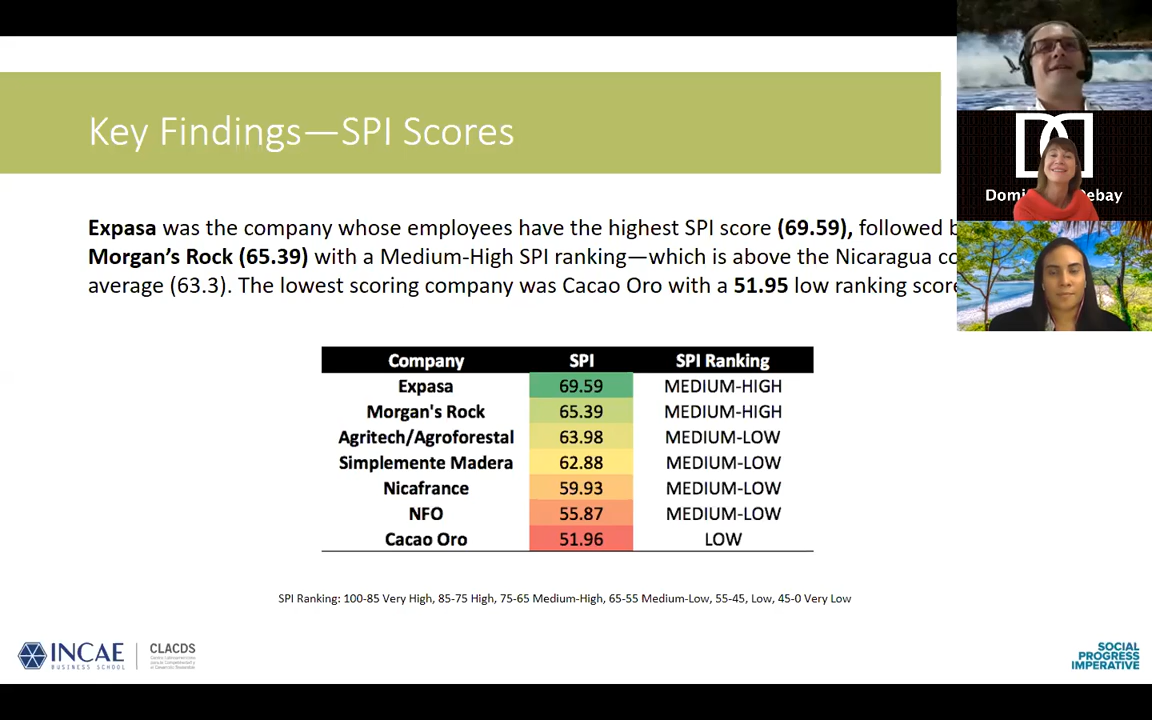 Key Findings—SPI Scores
Expasa was the company whose employees have the highest SPI score (69.59), followed
Morgan's Rock (65.39) with a Medium-High SPI ranking—which is above the Nicaragua
average (63.3). The lowest scoring company was Cacao Oro with a 51.95 low ranking score
Company SPI SPI Ranking
Expasa 69.59 MEDIUM-HIGH
Morgan's Rock 65.39 MEDIUM-HIGH
Agritech/Agroforestal 63.98 MEDIUM-LOW
Simplemente Madera 62.88 MEDIUM-LOW
Nicafrance 59.93 MEDIUM-LOW
NFO 55.87 MEDIUM-LOW
Cacao Oro 51.96 LOW
SPI Ranking: 100-85 Very High, 85-75 High, 75-65 Medium-High, 65-55 Medium-Low, 55-45, Low, 45-0 Very Low
INCAE
BUSINESS SCHOOL
CLACDS
SOCIAL
PROGRESS
IMPERATIVE